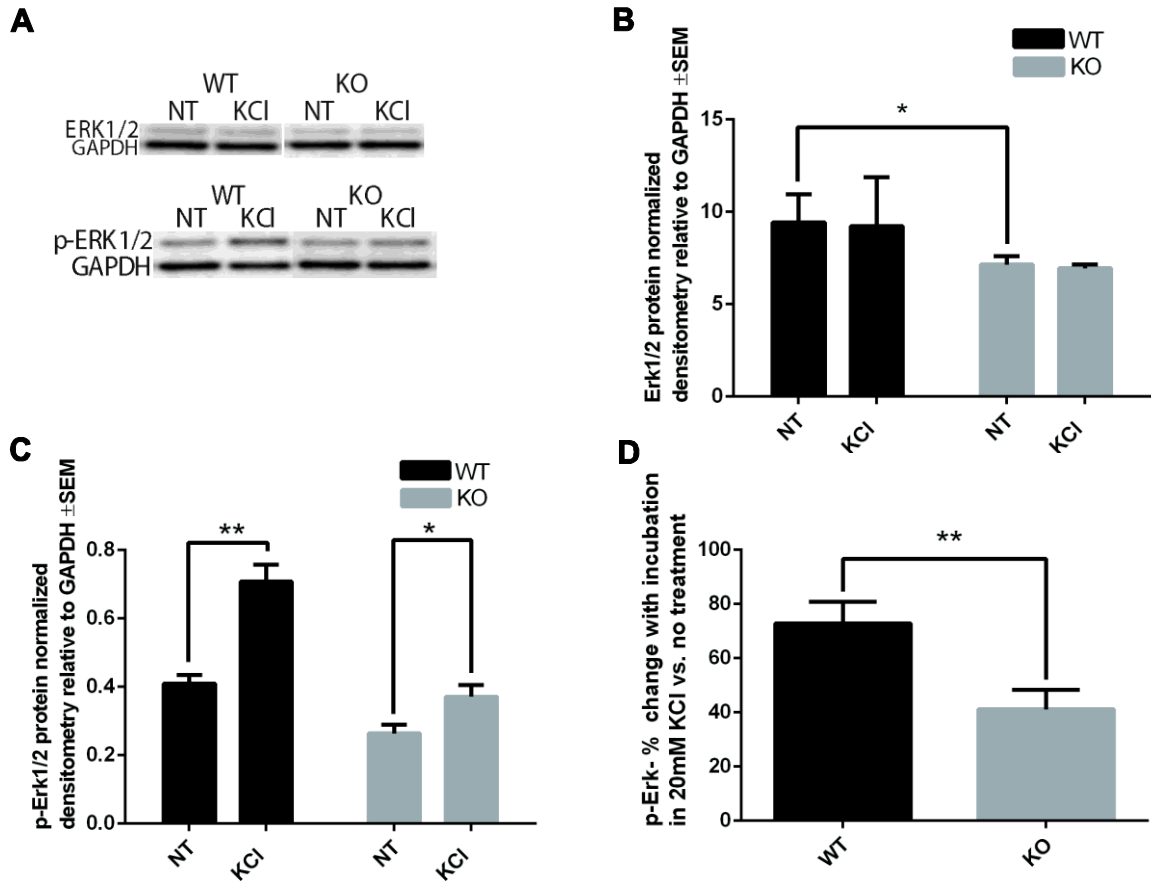 A
WT KO
NT KCl NT KCl
ERK1/2
GAPDH
WT KO
NT KCl NT KCl
p-ERK1/2
GAPDH
B
WT
KO
Erk1/2 protein normalized
densitometry relative to GAPDH ±SEM
15
10
5
0
*
NT KCl NT KCl
C
WT
KO
p-Erk1/2 protein normalized
densitometry relative to GAPDH ±SEM
0.8
0.6
0.4
0.2
0.0
** *
NT KCl NT KCl
D
p-Erk- % change with incubation
in 20mM KCl vs. no treatment
100
80
60
40
20
0
**
WT KO